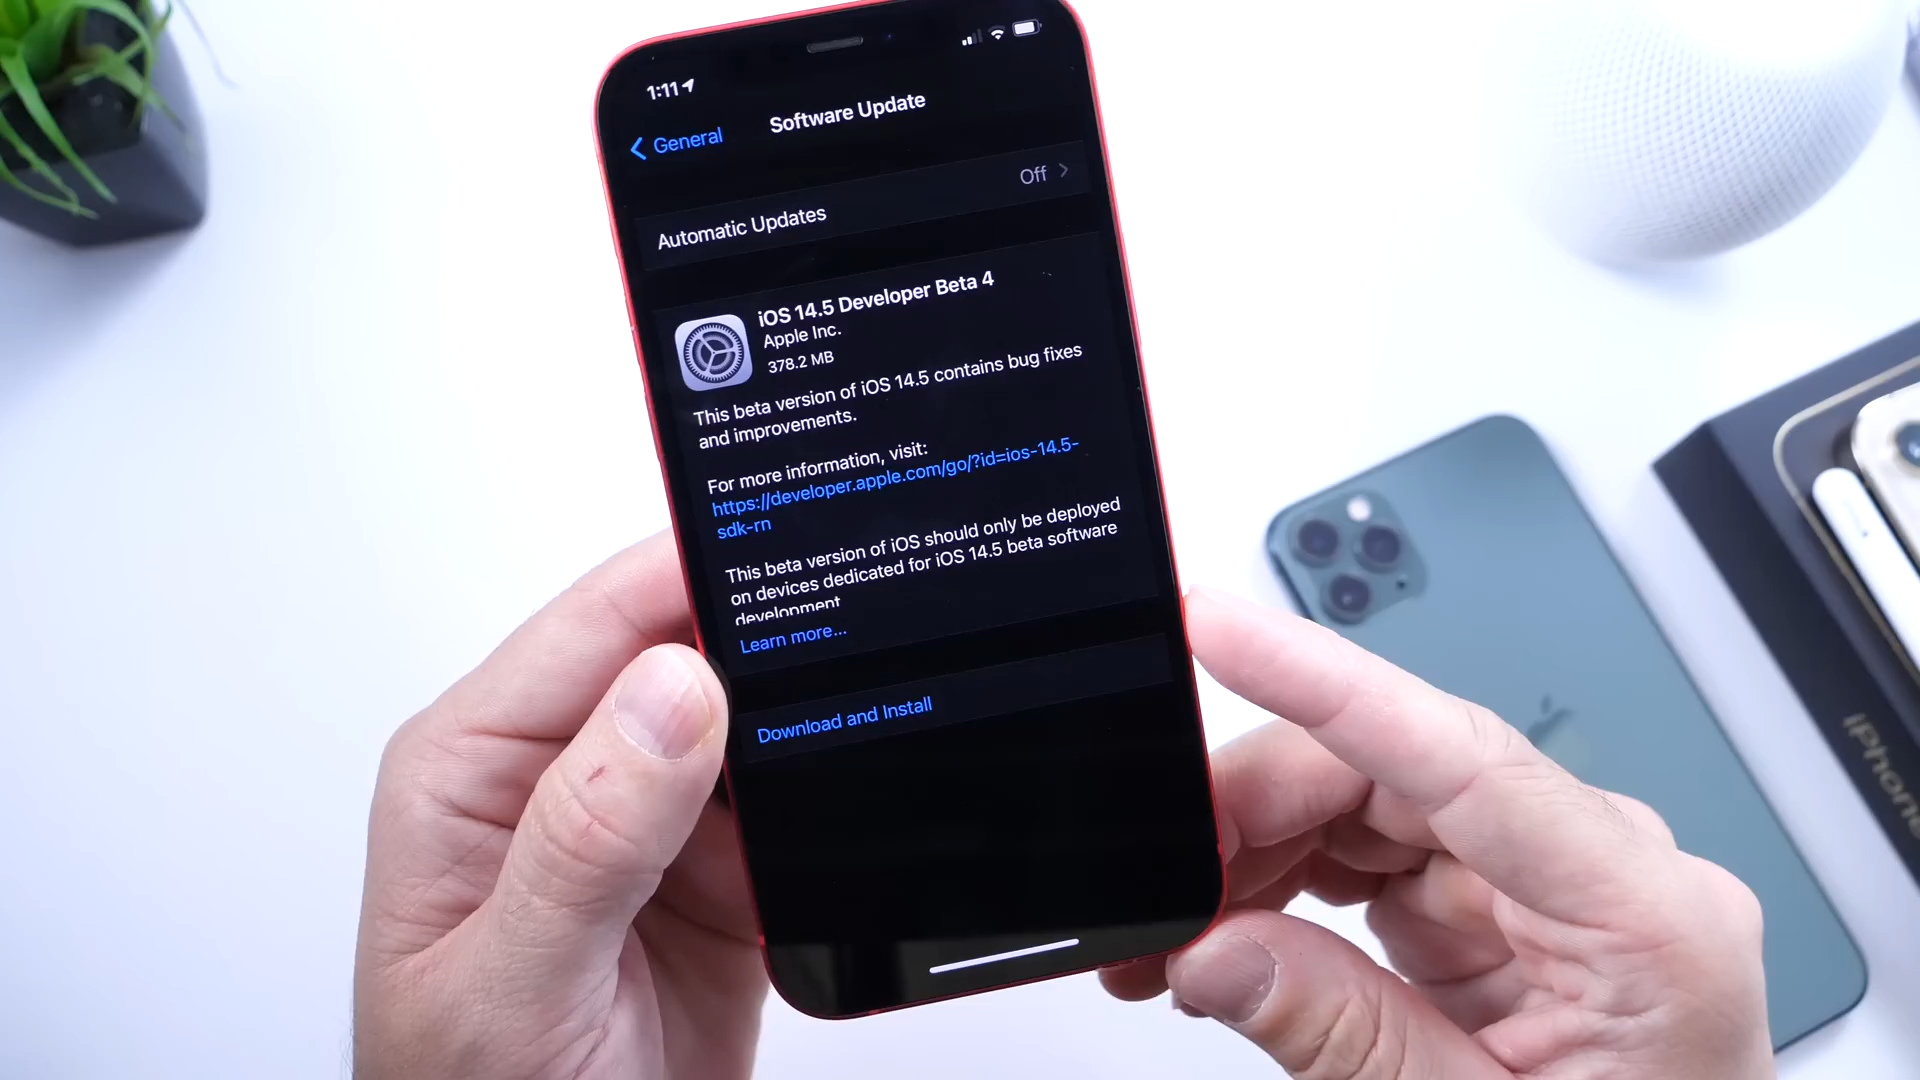 1:11
General
Software Update
Automatic Updates
Off
iOS 14.5 Developer Beta 4
Apple Inc.
378.2 MB
This beta version of iOS 14.5 contains bug fixes
and improvements.
For more information, visit:
https://developer.apple.com/go/?id=ios-14.5-
sdk-rn
This beta version of iOS should only be deployed
on devices dedicated for iOS 14.5 beta software
development
Learn more...
Download and Install
iPhone